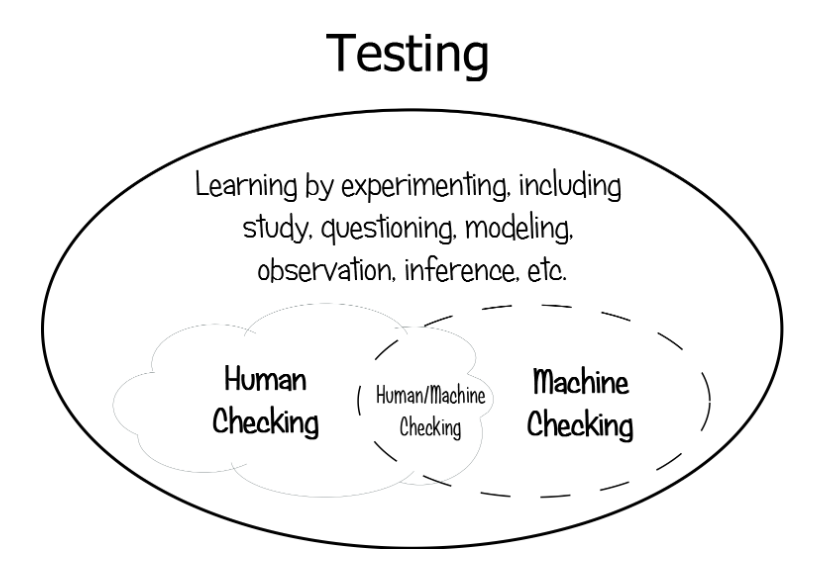 Testing
Learning by experimenting, including
study, questioning, modeling,
observation, inference, etc.
Human
Checking
Human/Machine
Checking
Machine
Checking